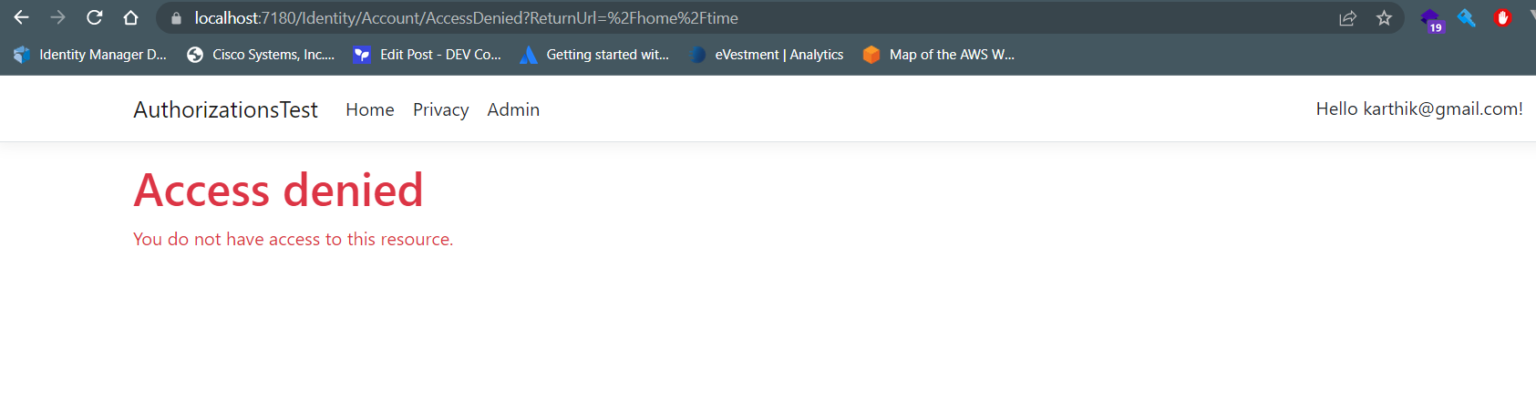 localhost:7180/Identity/Account/AccessDenied?ReturnUrl=%2Fhome%2Ftime
19
Identity Manager D... Cisco Systems, Inc.... Edit Post - DEV Co... Getting started wit... eVestment | Analytics Map of the AWS W...
AuthorizationsTest Home Privacy Admin Hello karthik@gmail.com!
Access denied
You do not have access to this resource.